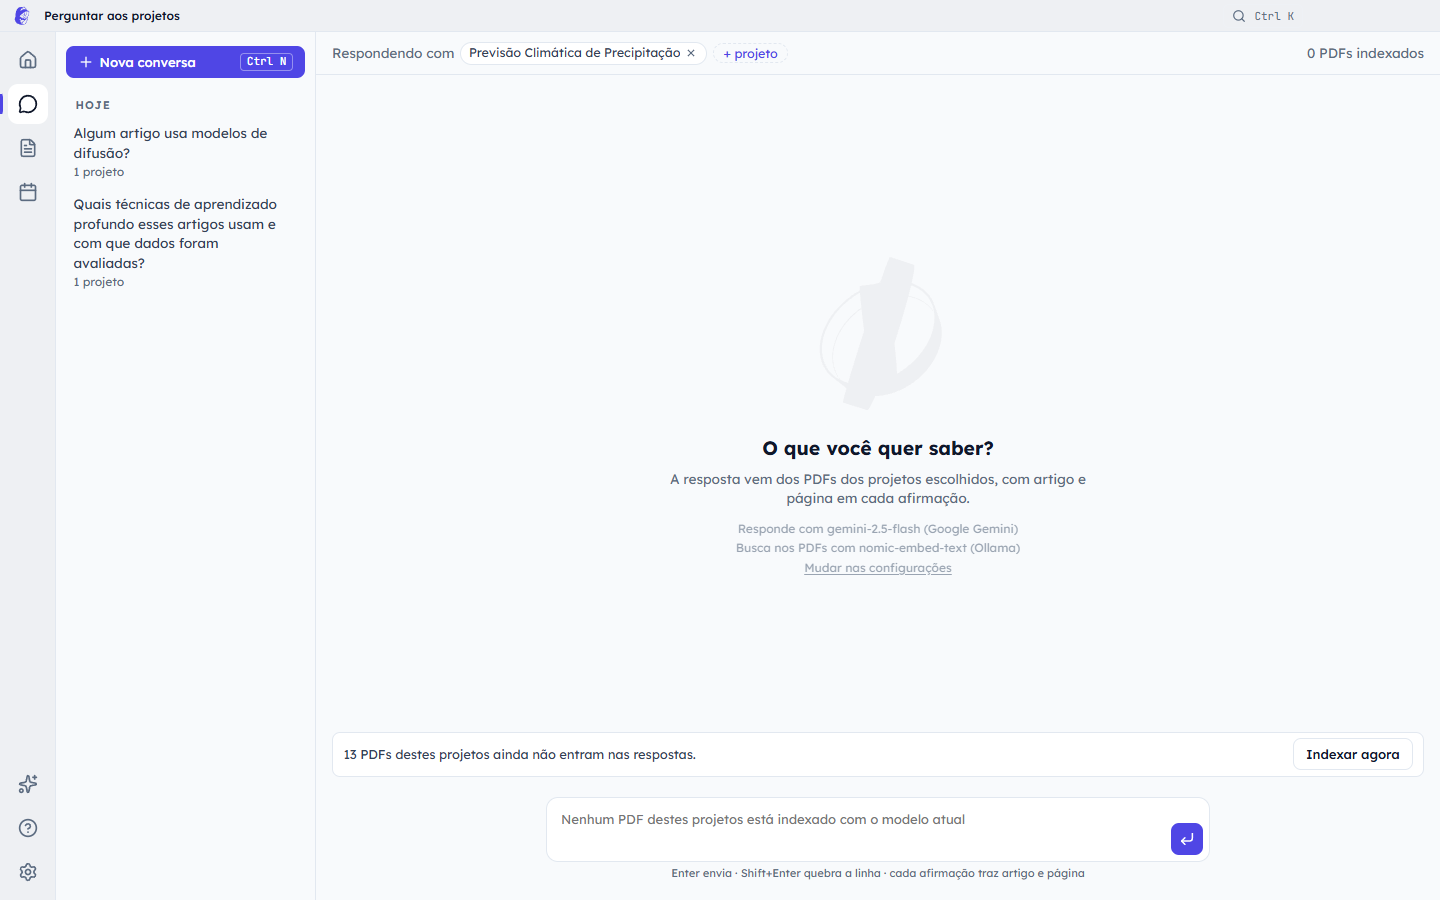 Perguntar aos projetos
Ctrl K
Nova conversa
Ctrl N
HOJE
Algum artigo usa modelos de
difusão?
1 projeto
Quais técnicas de aprendizado
profundo esses artigos usam e
com que dados foram
avaliadas?
1 projeto
Respondendo com
Previsão Climática de Precipitação ×
+ projeto
0 PDFs indexados
O que você quer saber?
A resposta vem dos PDFs dos projetos escolhidos, com artigo e
página em cada afirmação.
Responde com gemini-2.5-flash (Google Gemini)
Busca nos PDFs com nomic-embed-text (Ollama)
Mudar nas configurações
13 PDFs destes projetos ainda não entram nas respostas.
Indexar agora
Nenhum PDF destes projetos está indexado com o modelo atual
Enter envia · Shift+Enter quebra a linha · cada afirmação traz artigo e página